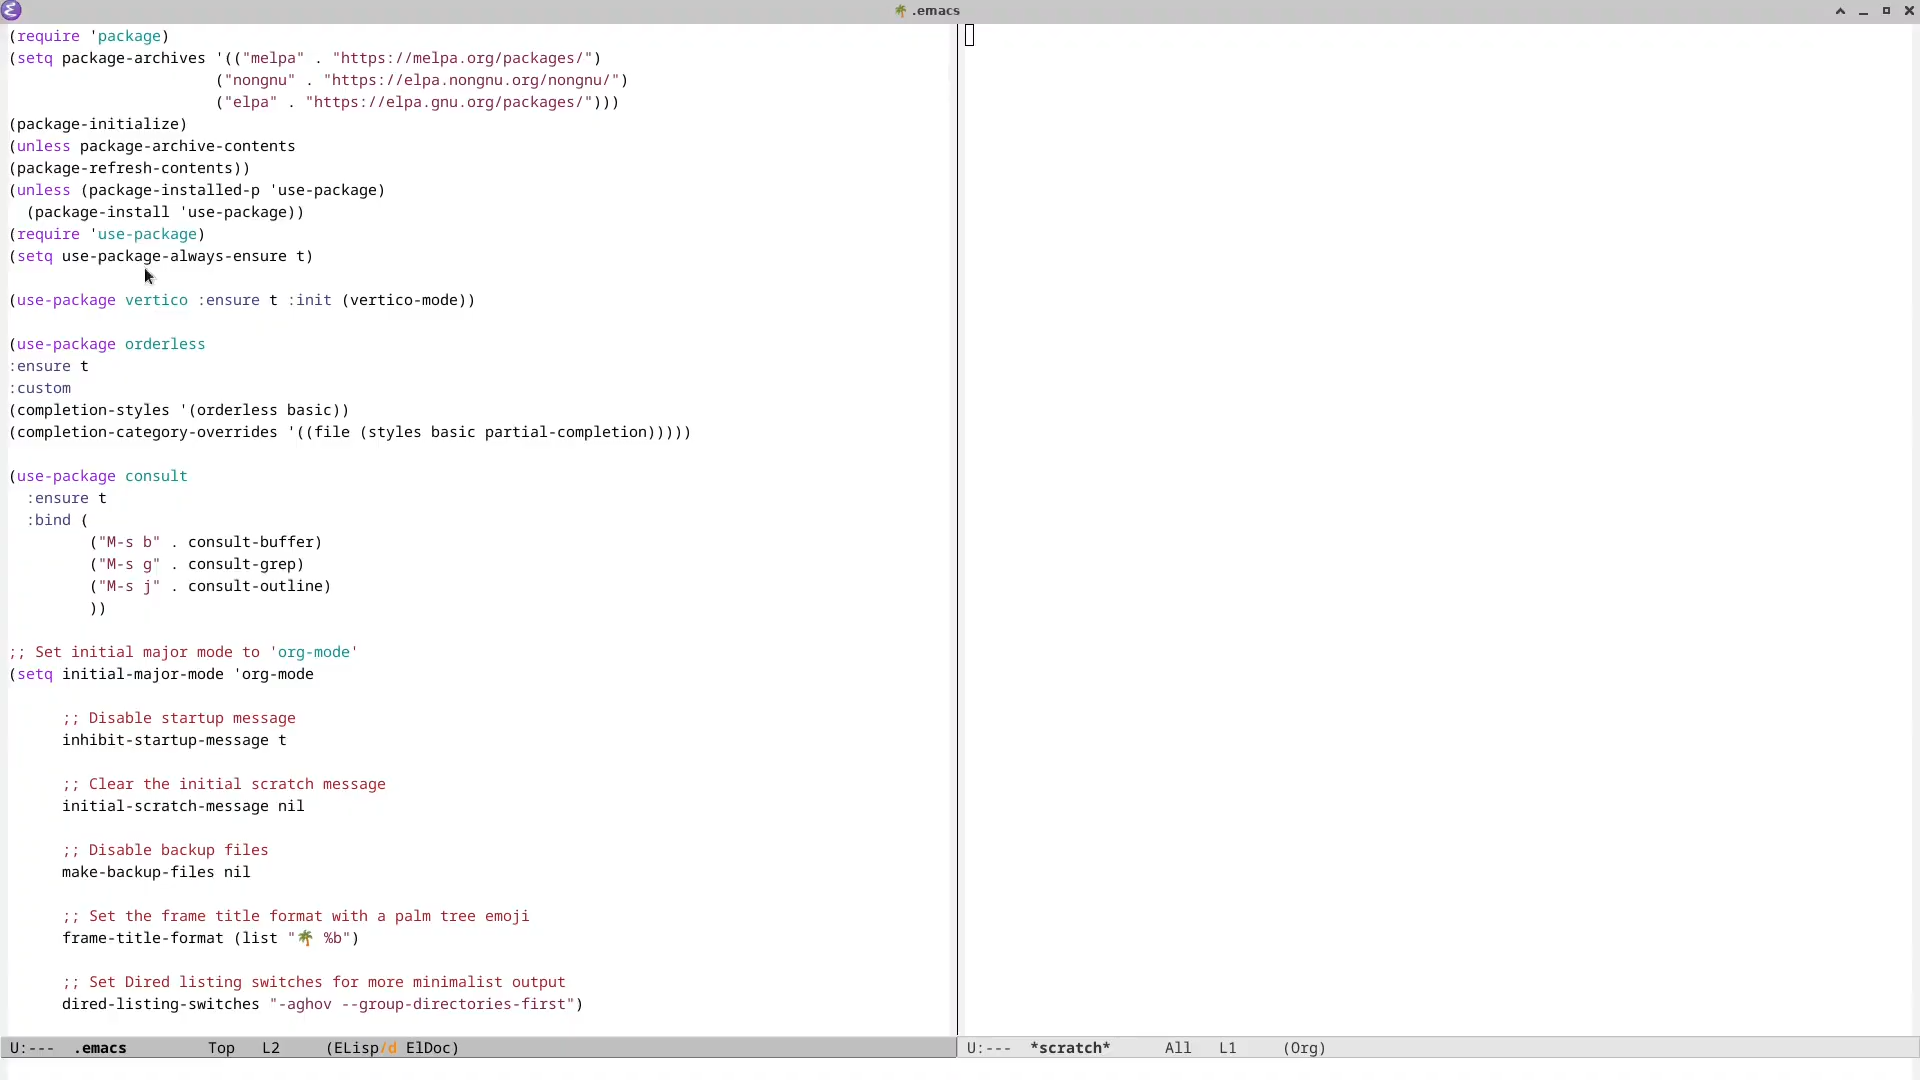 🌴 .emacs
(require 'package)
(setq package-archives '(("melpa" . "https://melpa.org/packages/")
                       ("nongnu" . "https://elpa.nongnu.org/nongnu/")
                       ("elpa" . "https://elpa.gnu.org/packages/")))
(package-initialize)
(unless package-archive-contents
(package-refresh-contents))
(unless (package-installed-p 'use-package)
  (package-install 'use-package))
(require 'use-package)
(setq use-package-always-ensure t)
(use-package vertico :ensure t :init (vertico-mode))
(use-package orderless
:ensure t
:custom
(completion-styles '(orderless basic))
(completion-category-overrides '((file (styles basic partial-completion)))))
(use-package consult
  :ensure t
  :bind (
         ("M-s b" . consult-buffer)
         ("M-s g" . consult-grep)
         ("M-s j" . consult-outline)
         ))
;; Set initial major mode to 'org-mode'
(setq initial-major-mode 'org-mode
      ;; Disable startup message
      inhibit-startup-message t
      ;; Clear the initial scratch message
      initial-scratch-message nil
      ;; Disable backup files
      make-backup-files nil
      ;; Set the frame title format with a palm tree emoji
      frame-title-format (list "🌴 %b")
      ;; Set Dired listing switches for more minimalist output
      dired-listing-switches "-aghov --group-directories-first")
U:---  .emacs         Top   L2     (ELisp/d ElDoc)
U:---  *scratch*      All   L1     (Org)